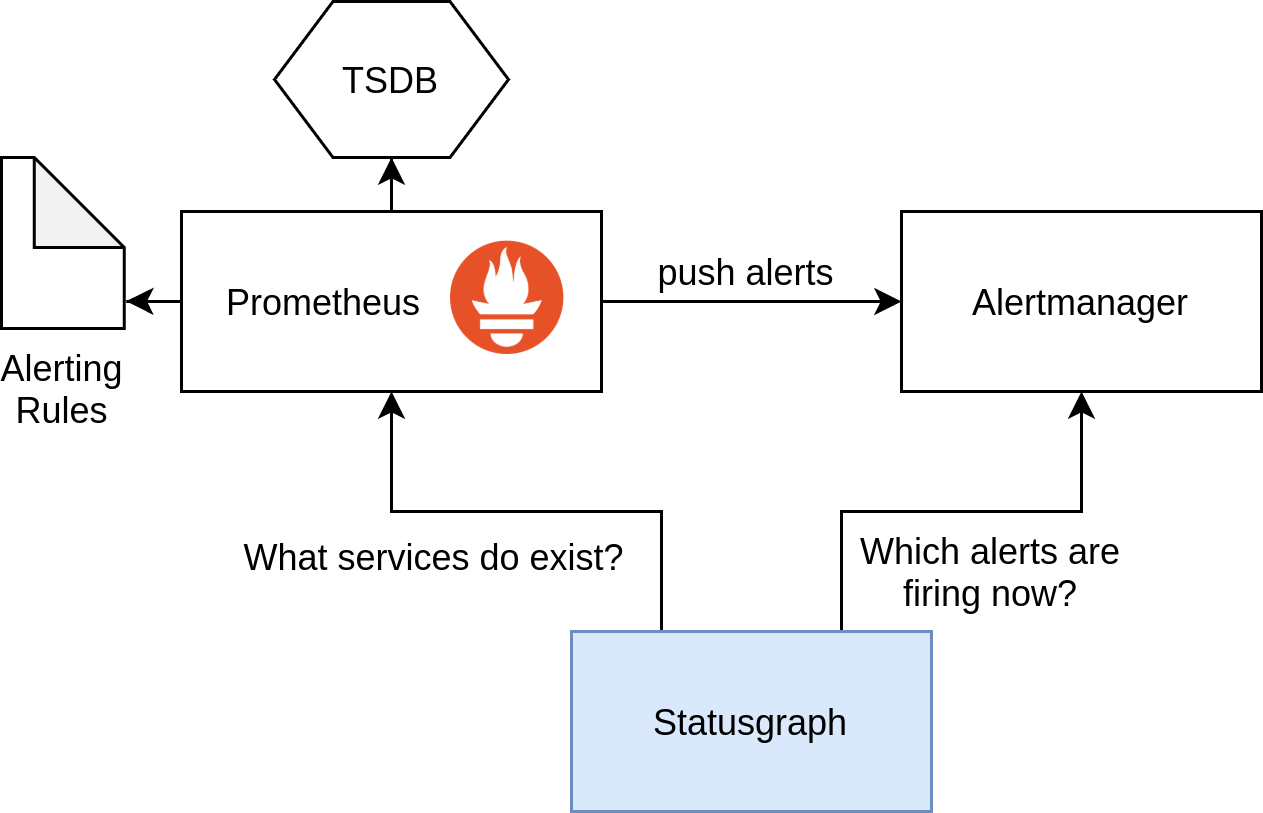 TSDB
Prometheus
push alerts
Alertmanager
Alerting
Rules
What services do exist?
Which alerts are
firing now?
Statusgraph